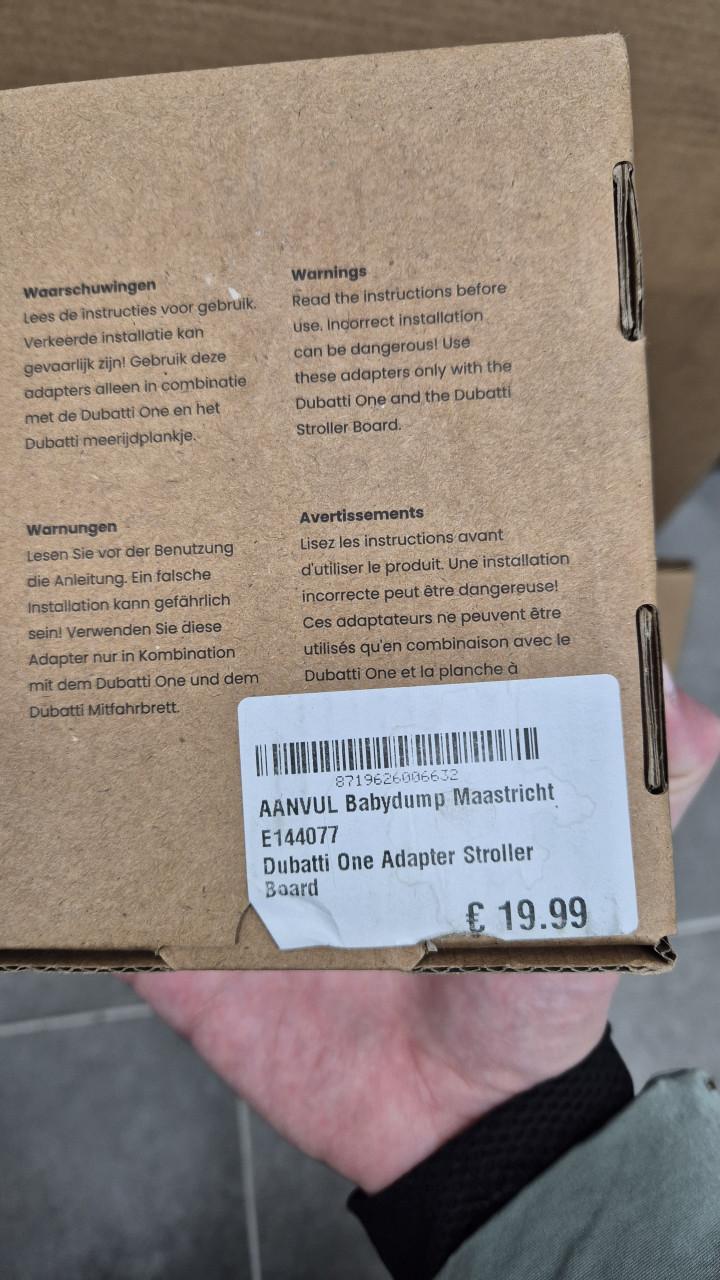 Waarschuwingen
Lees de instructies voor gebruik.
Verkeerde installatie kan
gevaarlijk zijn! Gebruik deze
adapters alleen in combinatie
met de Dubatti One en het
Dubatti meerijdplankje.
Warnings
Read the instructions before
use. Incorrect installation
can be dangerous! Use
these adapters only with the
Dubatti One and the Dubatti
Stroller Board.
Warnungen
Lesen Sie vor der Benutzung
die Anleitung. Ein falsche
Installation kann gefährlich
sein! Verwenden Sie diese
Adapter nur in Kombination
mit dem Dubatti One und dem
Dubatti Mitfahrbrett.
Avertissements
Lisez les instructions avant
d'utiliser le produit. Une installation
incorrecte peut être dangereuse!
Ces adaptateurs ne peuvent être
utilisés qu'en combinaison avec le
Dubatti One et la planche à
8719626006632
AANVUL Babydump Maastricht
E144077
Dubatti One Adapter Stroller
Board
€ 19.99